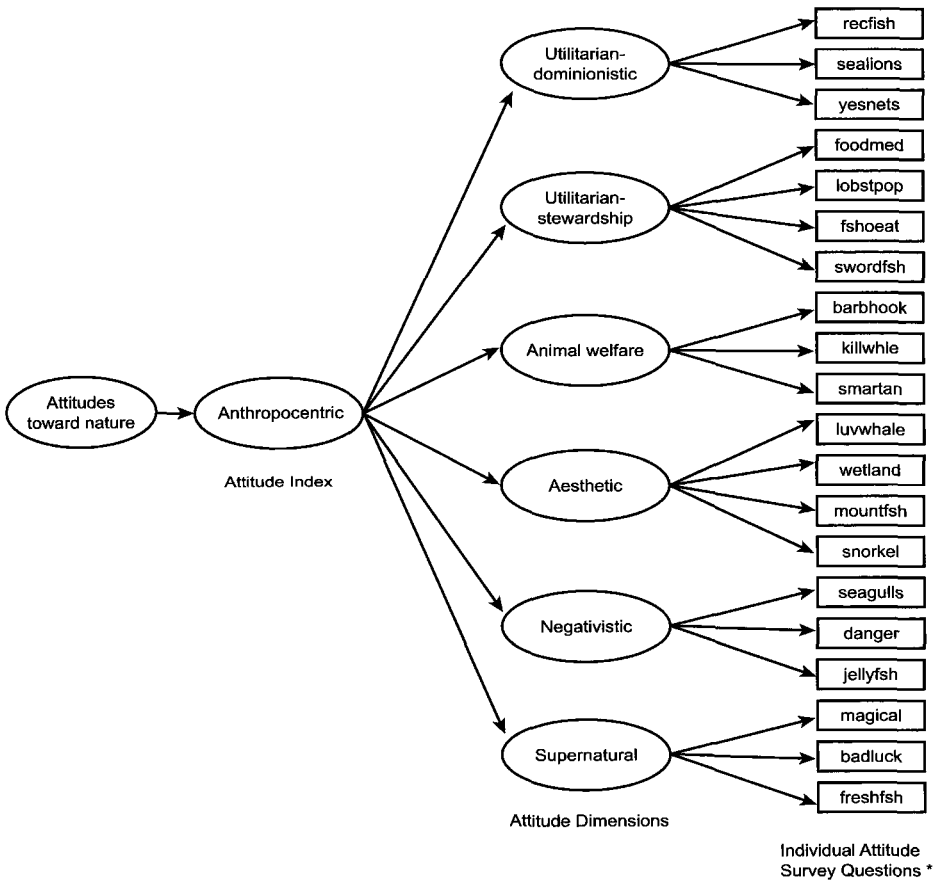 Attitudes
toward nature
Anthropocentric
Attitude Index
Utilitarian-
dominionistic
Utilitarian-
stewardship
Animal welfare
Aesthetic
Negativistic
Supernatural
Attitude Dimensions
recfish
sealions
yesnets
foodmed
lobstpop
fshoeat
swordfsh
barbhook
killwhle
smartan
luvwhale
wetland
mountfsh
snorkel
seagulls
danger
jellyfsh
magical
badluck
freshfsh
Individual Attitude
Survey Questions *